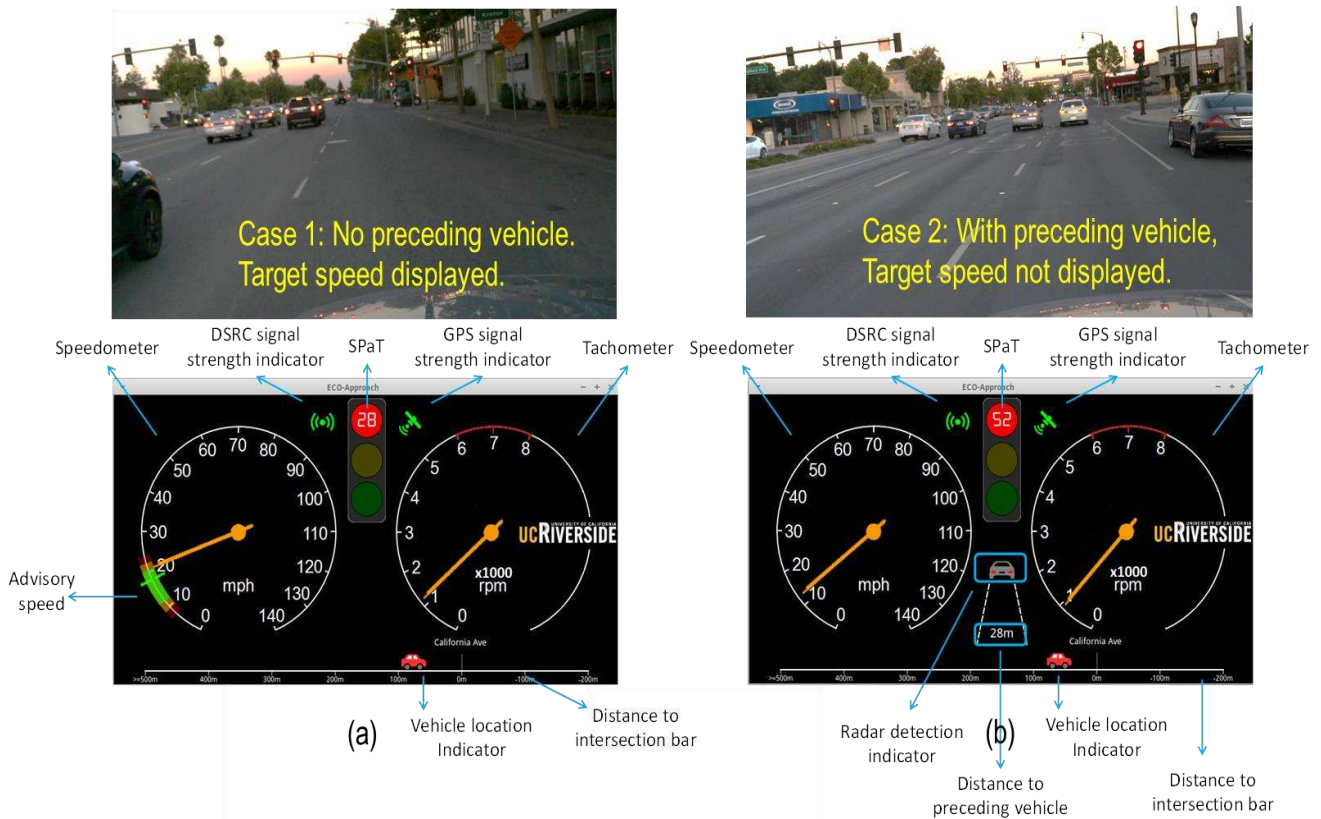 Case 1: No preceding vehicle.
Target speed displayed.
Case 2: With preceding vehicle,
Target speed not displayed.
Speedometer
DSRC signal
strength indicator
SPaT
GPS signal
strength indicator
Tachometer
Speedometer
DSRC signal
strength indicator
SPaT
GPS signal
strength indicator
Tachometer
ECO-Approach
28
0
10
20
30
40
50
60
70
80
90
100
110
120
130
140
mph
0
1
2
3
4
5
6
7
8
x1000
rpm
UNIVERSITY OF CALIFORNIA
UCRIVERSIDE
California Ave
>=500m 400m 300m 200m 100m 0m -100m -200m
Advisory
speed
Vehicle location
Indicator
Distance to
intersection bar
(a)
ECO-Approach
52
0
10
20
30
40
50
60
70
80
90
100
110
120
130
140
mph
0
1
2
3
4
5
6
7
8
x1000
rpm
UNIVERSITY OF CALIFORNIA
UCRIVERSIDE
28m
California Ave
>=500m 400m 300m 200m 100m 0m -100m -200m
Radar detection
indicator
(b)
Vehicle location
Indicator
Distance to
preceding vehicle
Distance to
intersection bar